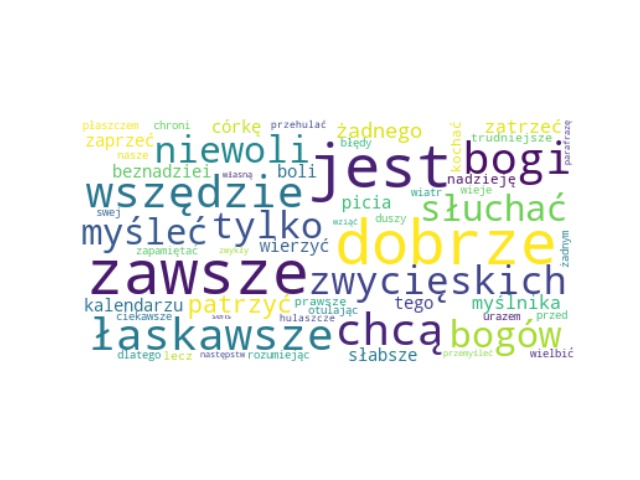 płaszczem chroni córkę przehulać żadnego kochać zatrzeć parafrazę
zaprzeć niewoli błędy trudniejsze
nasze jest bogi
beznadziei własną boli nadzieję
wszędzie wiatr wieje
swej picia słuchać
myśleć tylko wziąć duszy dobrze żadnym
zapamiętać zwykły wierzyć
zawsze zwycięskich
kalendarzu patrzyć prawszę tego myślnika
ciekawsze otulając hulaszcze urazem przed
łaskawsze chcą bogów
dlatego lecz następstw rozumiejąc słabsze przemyśleć wielbić